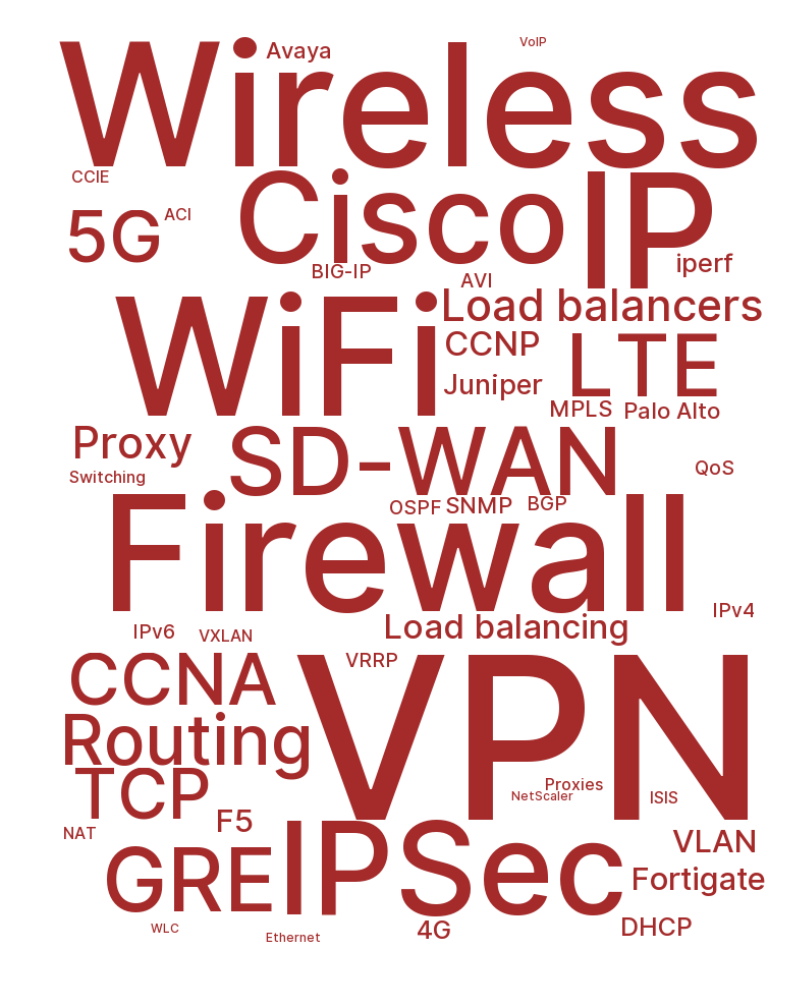 VoIP
Avaya
Wireless
CCIE
5G
ACI
Cisco
IP
iperf
BIG-IP
AVI
WiFi
Load balancers
CCNP
LTE
Juniper
MPLS
Palo Alto
Proxy
SD-WAN
Switching
QoS
OSPF
SNMP
BGP
Firewall
IPv4
IPv6
VXLAN
Load balancing
CCNA
VRRP
VPN
Routing
TCP
Proxies
NetScaler
ISIS
F5
NAT
IPSec
VLAN
GRE
Fortigate
WLC
Ethernet
4G
DHCP